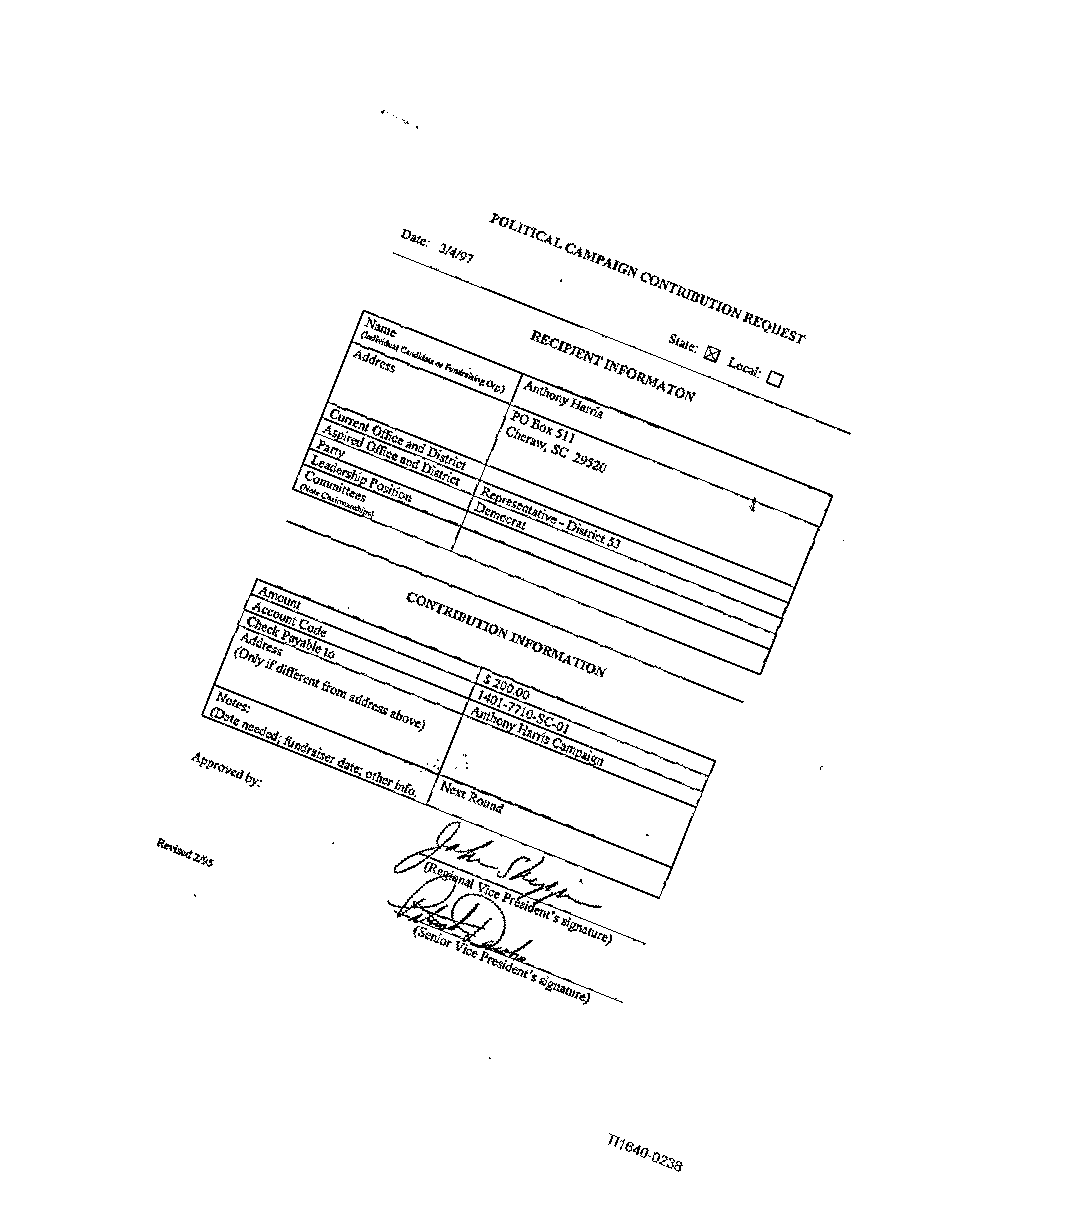 POLITICAL CAMPAIGN CONTRIBUTION REQUEST
Date: 3/4/97
State: ☒ Local: ☐
RECIPIENT INFORMATON
Name Anthony Harris
(Individual Candidate or Fundraising Org.)
Address PO Box 511
Cheraw, SC 29520
Current Office and District
Aspired Office and District Representative - District 53
Party Democrat
Leadership Position
Committees
(Note Chairmanships)
CONTRIBUTION INFORMATION
Amount $ 200.00
Account Code 1401-7710-SC-01
Check Payable to Anthony Harris Campaign
Address
(Only if different from address above)
Notes: Next Round
(Date needed; fundraiser date; other info.
Approved by:
(Regional Vice President's signature)
(Senior Vice President's signature)
Revised 2/95
TI1640-0238